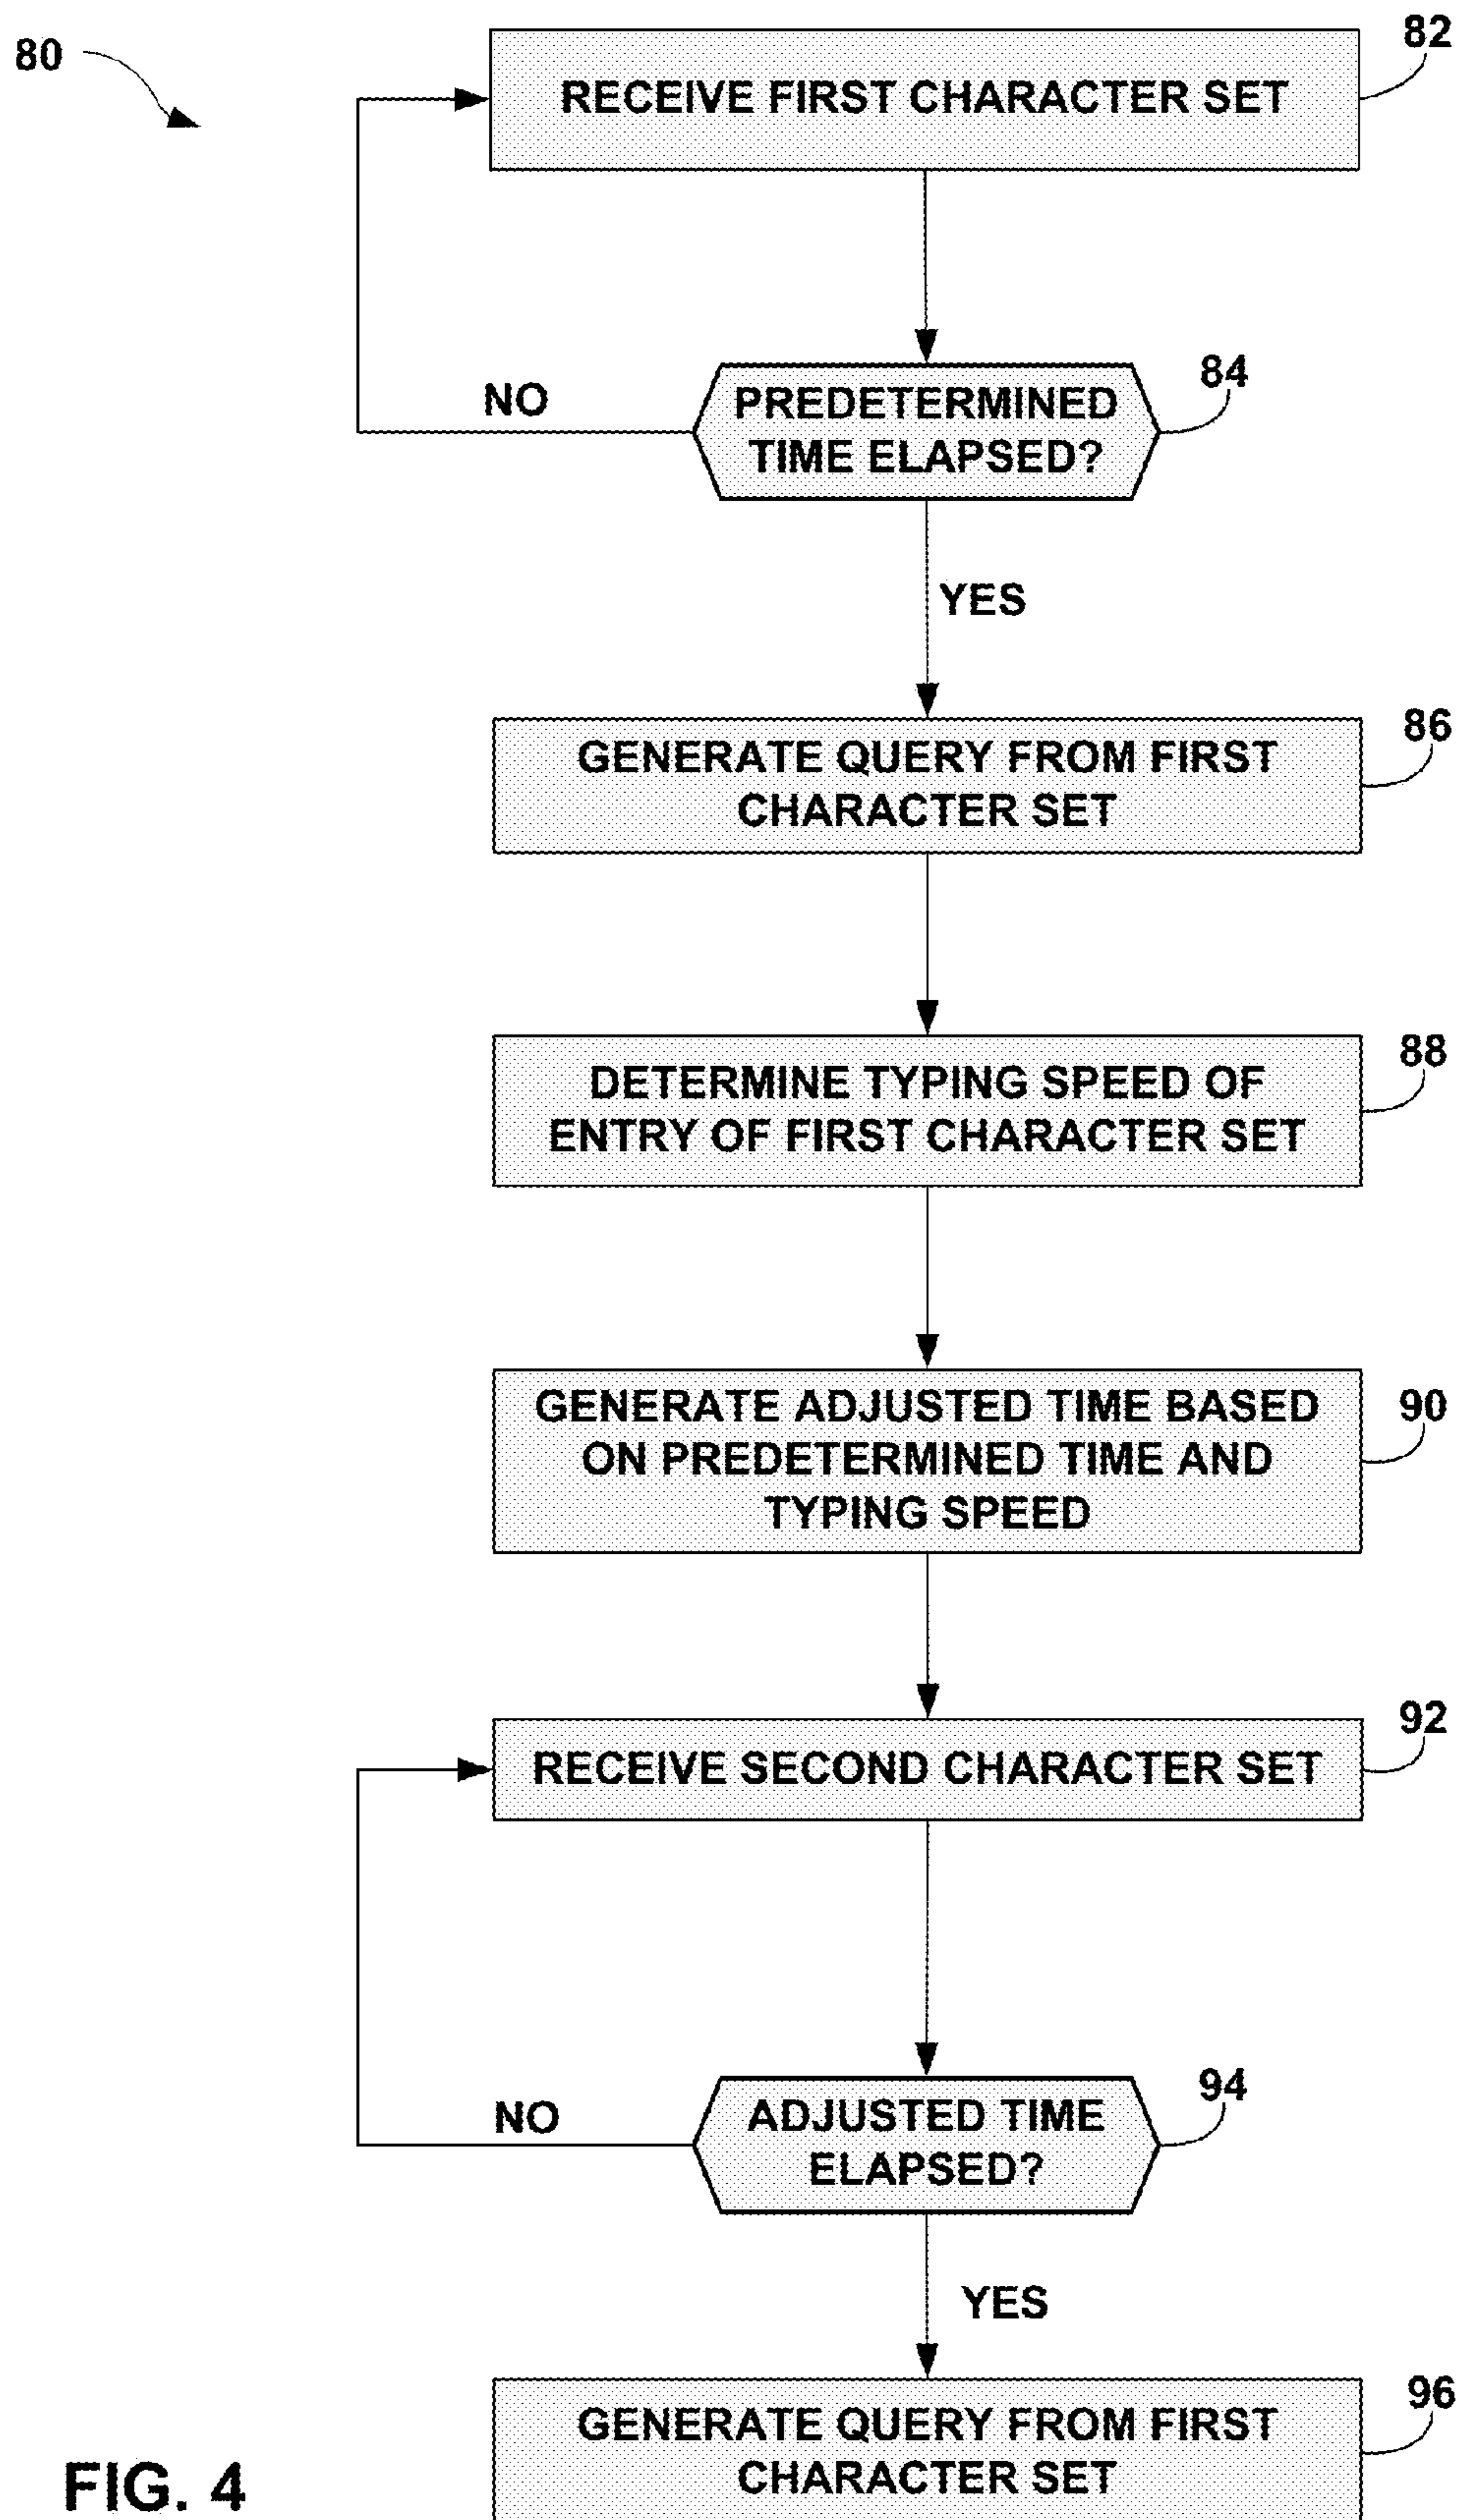 80
82
RECEIVE FIRST CHARACTER SET
84
NO
PREDETERMINED
TIME ELAPSED?
YES
86
GENERATE QUERY FROM FIRST
CHARACTER SET
88
DETERMINE TYPING SPEED OF
ENTRY OF FIRST CHARACTER SET
90
GENERATE ADJUSTED TIME BASED
ON PREDETERMINED TIME AND
TYPING SPEED
92
RECEIVE SECOND CHARACTER SET
94
NO
ADJUSTED TIME
ELAPSED?
YES
96
GENERATE QUERY FROM FIRST
CHARACTER SET
FIG. 4